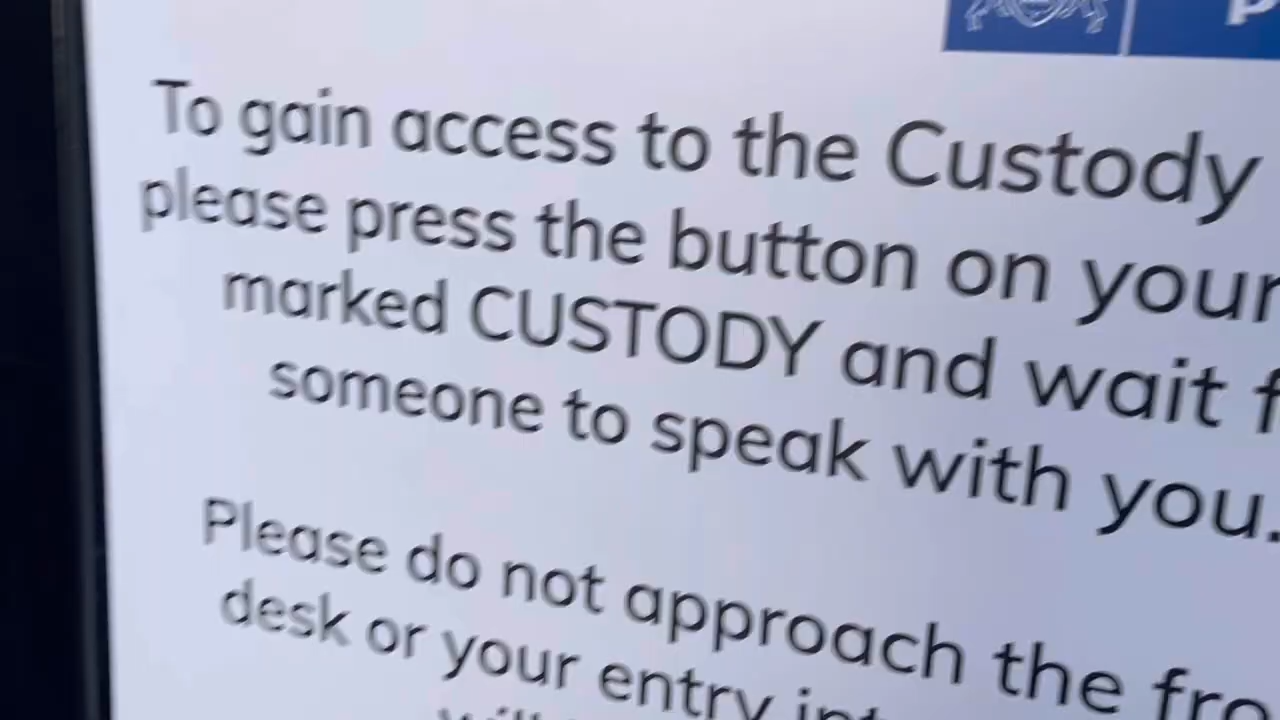 To gain access to the Custody
please press the button on your
marked CUSTODY and wait
someone to speak with you.
Please do not approach the
desk or your entry